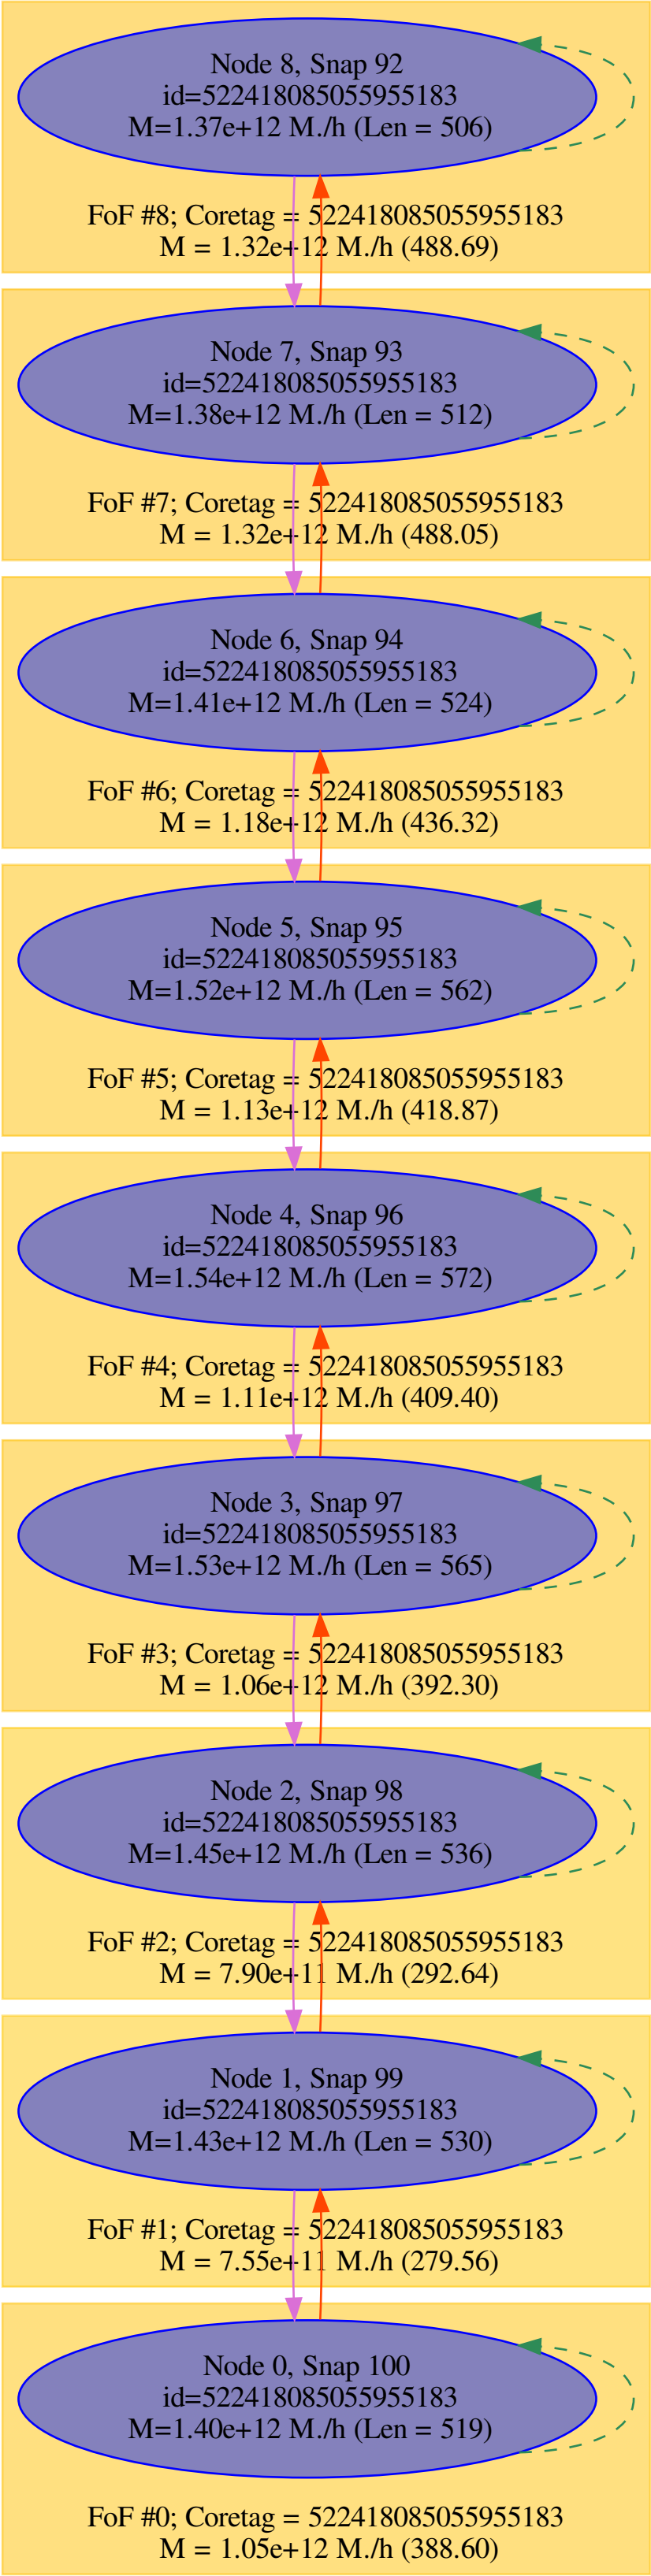 Node 8, Snap 92
id=522418085055955183
M=1.37e+12 M./h (Len = 506)
FoF #8; Coretag = 522418085055955183
M = 1.32e+12 M./h (488.69)
Node 7, Snap 93
id=522418085055955183
M=1.38e+12 M./h (Len = 512)
FoF #7; Coretag = 522418085055955183
M = 1.32e+12 M./h (488.05)
Node 6, Snap 94
id=522418085055955183
M=1.41e+12 M./h (Len = 524)
FoF #6; Coretag = 522418085055955183
M = 1.18e+12 M./h (436.32)
Node 5, Snap 95
id=522418085055955183
M=1.52e+12 M./h (Len = 562)
FoF #5; Coretag = 522418085055955183
M = 1.13e+12 M./h (418.87)
Node 4, Snap 96
id=522418085055955183
M=1.54e+12 M./h (Len = 572)
FoF #4; Coretag = 522418085055955183
M = 1.11e+12 M./h (409.40)
Node 3, Snap 97
id=522418085055955183
M=1.53e+12 M./h (Len = 565)
FoF #3; Coretag = 522418085055955183
M = 1.06e+12 M./h (392.30)
Node 2, Snap 98
id=522418085055955183
M=1.45e+12 M./h (Len = 536)
FoF #2; Coretag = 522418085055955183
M = 7.90e+11 M./h (292.64)
Node 1, Snap 99
id=522418085055955183
M=1.43e+12 M./h (Len = 530)
FoF #1; Coretag = 522418085055955183
M = 7.55e+11 M./h (279.56)
Node 0, Snap 100
id=522418085055955183
M=1.40e+12 M./h (Len = 519)
FoF #0; Coretag = 522418085055955183
M = 1.05e+12 M./h (388.60)